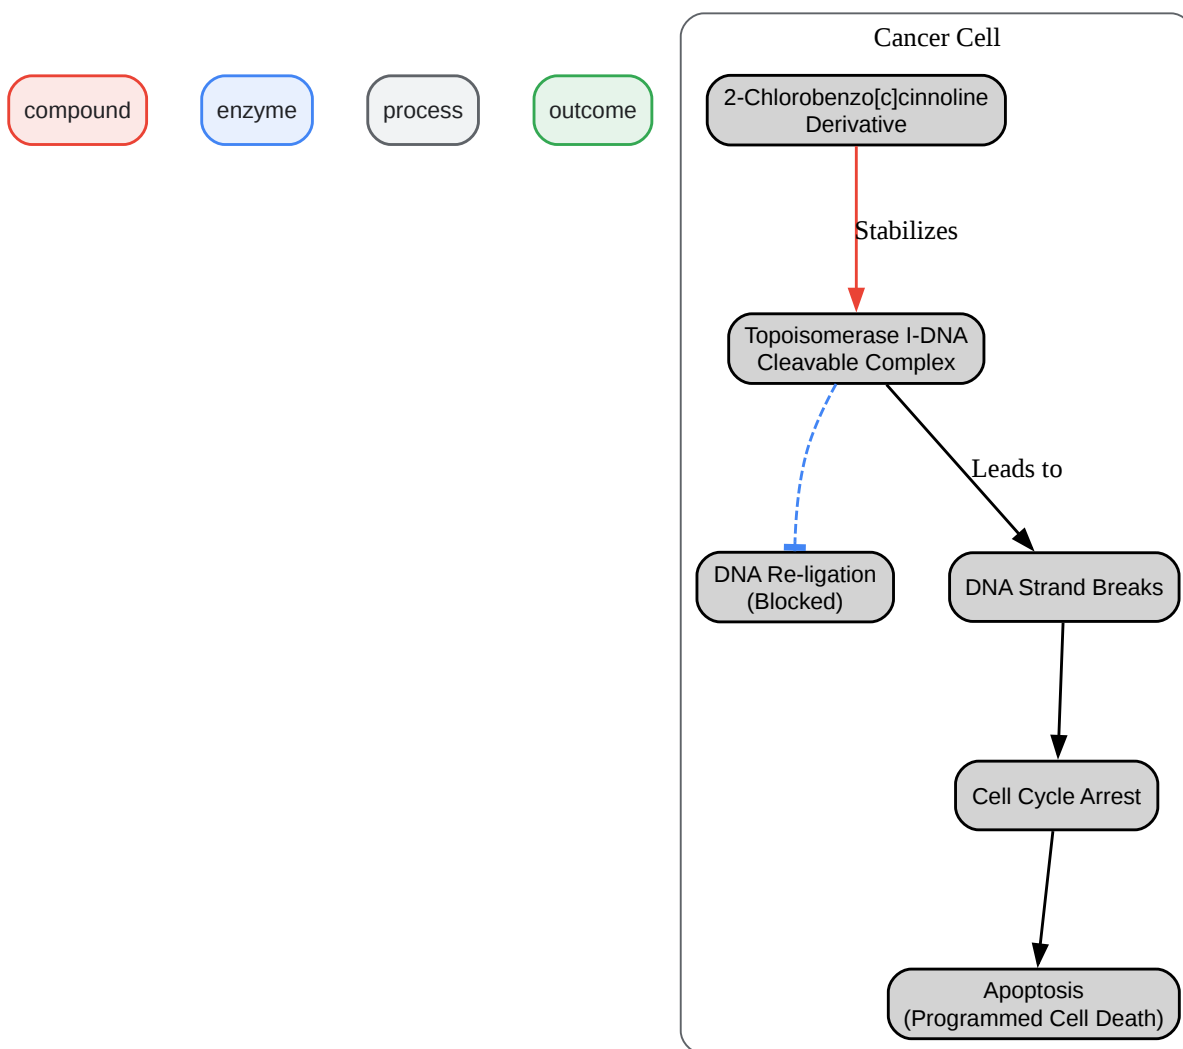 Cancer Cell
compound
enzyme
process
outcome
2-Chlorobenzo[c]cinnoline
Derivative
Stabilizes
Topoisomerase I-DNA
Cleavable Complex
Leads to
DNA Re-ligation
(Blocked)
DNA Strand Breaks
Cell Cycle Arrest
Apoptosis
(Programmed Cell Death)